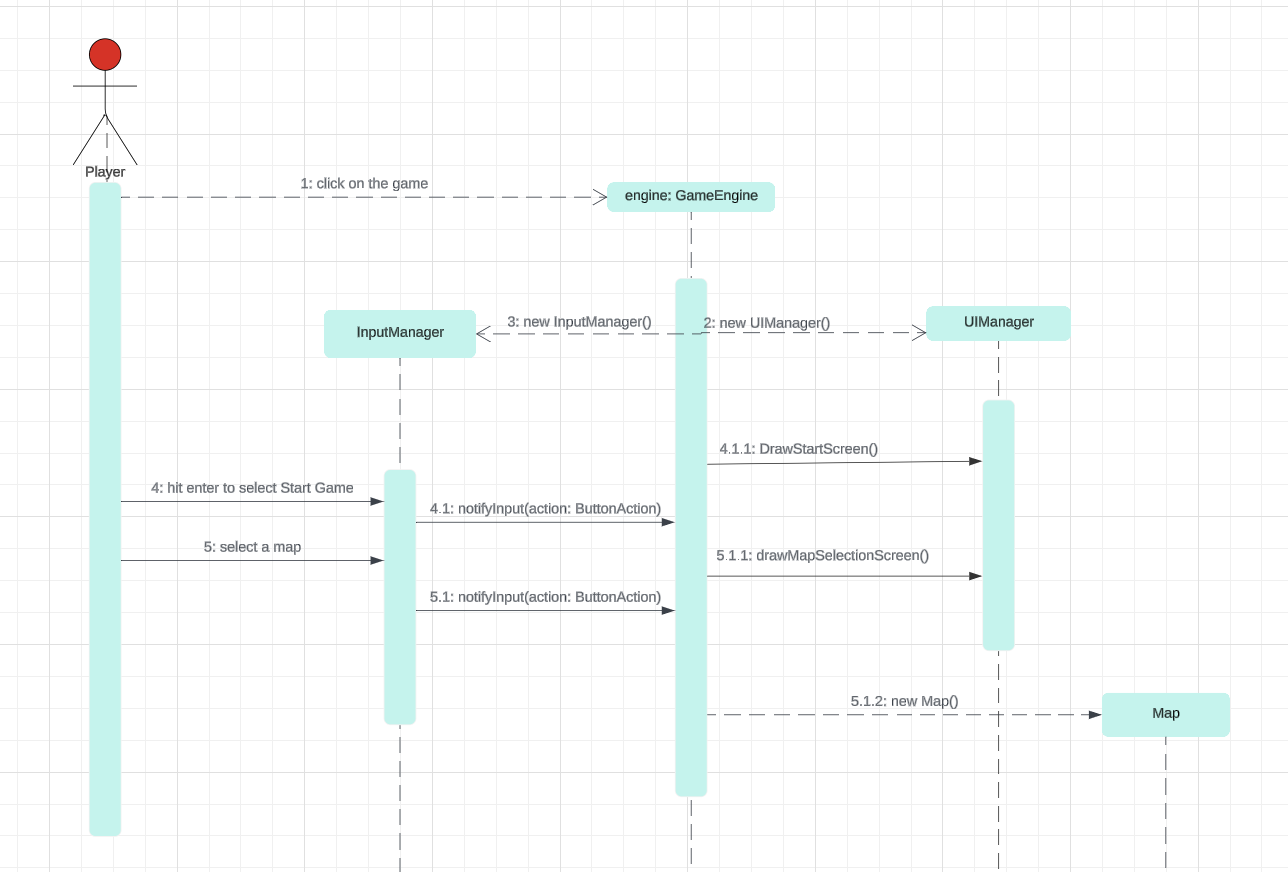 Player
1: click on the game
engine: GameEngine
InputManager
3: new InputManager()
2: new UIManager()
UIManager
4.1.1: DrawStartScreen()
4: hit enter to select Start Game
4.1: notifyInput(action: ButtonAction)
5: select a map
5.1.1: drawMapSelectionScreen()
5.1: notifyInput(action: ButtonAction)
5.1.2: new Map()
Map